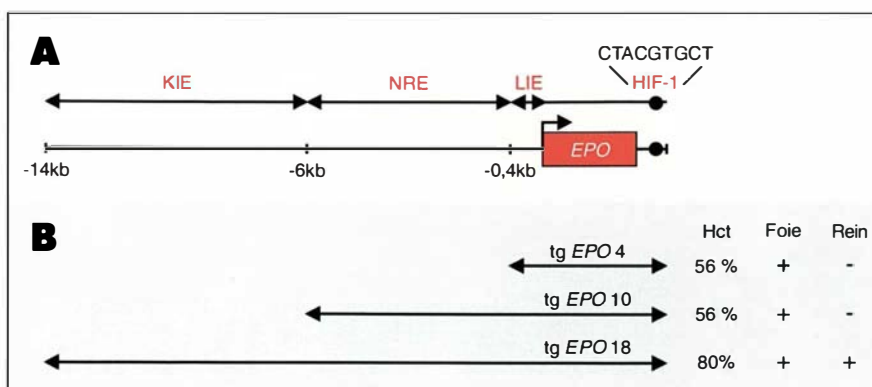 A
CTACGTGCT
KIE NRE LIE HIF-1
EPO
-14kb -6kb -0,4kb
B
Hct Foie Rein
tg EPO 4 56 % + -
tg EPO 10 56 % + -
tg EPO 18 80% + +